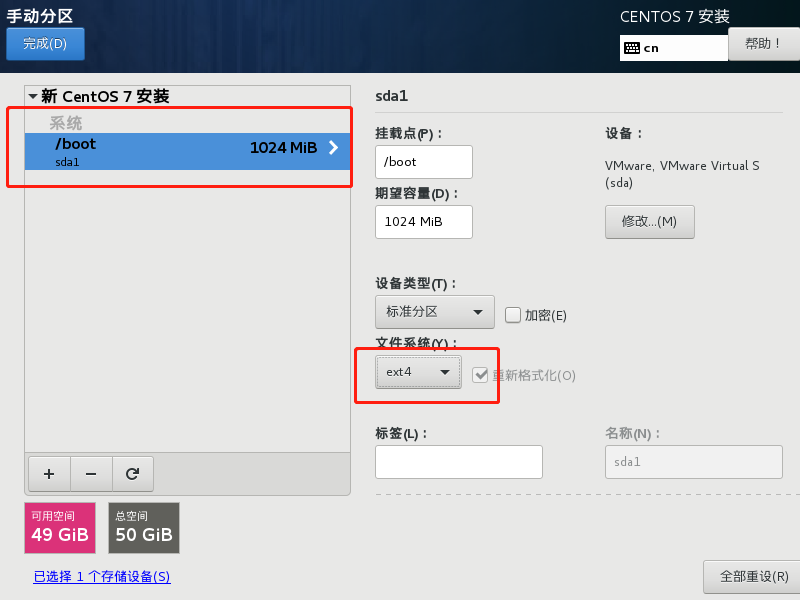 手动分区
CENTOS 7 安装
完成(D)
cn
帮助！
新 CentOS 7 安装
系统
/boot
1024 MiB
sda1
sda1
挂载点(P)：
/boot
期望容量(D)：
1024 MiB
设备：
VMware, VMware Virtual S
(sda)
修改...(M)
设备类型(T)：
标准分区
加密(E)
文件系统(Y)：
ext4
重新格式化(O)
标签(L)：
名称(N)：
sda1
可用空间
49 GiB
总空间
50 GiB
已选择 1 个存储设备(S)
全部重设(R)